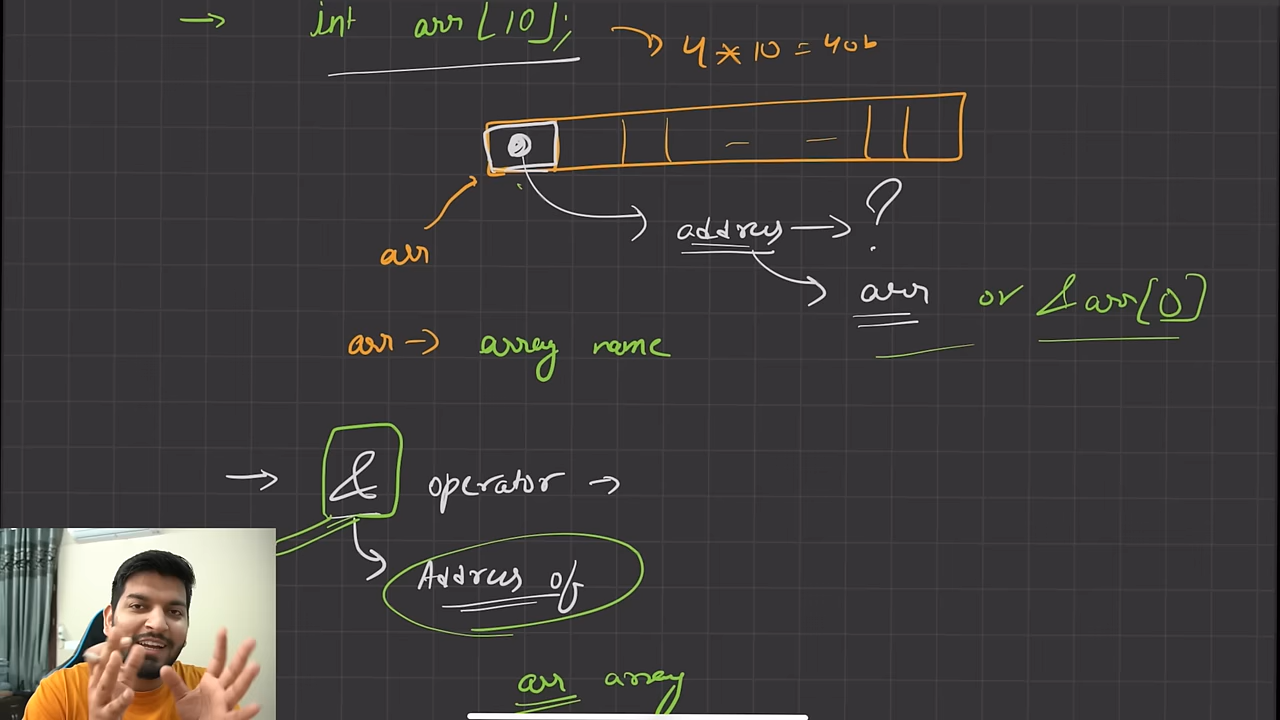 → int arr[10]; → 4 * 10 = 40b
address → ?
arr
→ arr or &arr[0]
arr → array name
→ & operator →
→ Address of
arr array